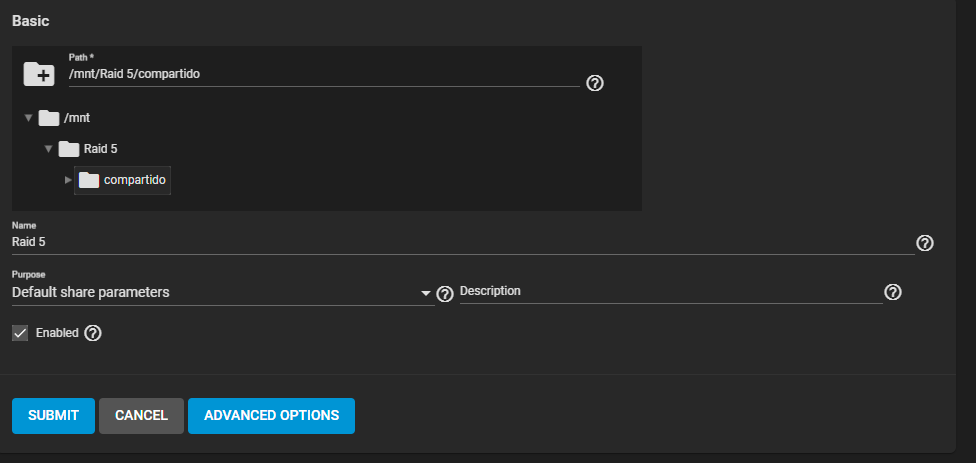 Basic
Path *
/mnt/Raid 5/compartido
/mnt
Raid 5
compartido
Name
Raid 5
Purpose
Default share parameters
Description
Enabled
SUBMIT CANCEL ADVANCED OPTIONS